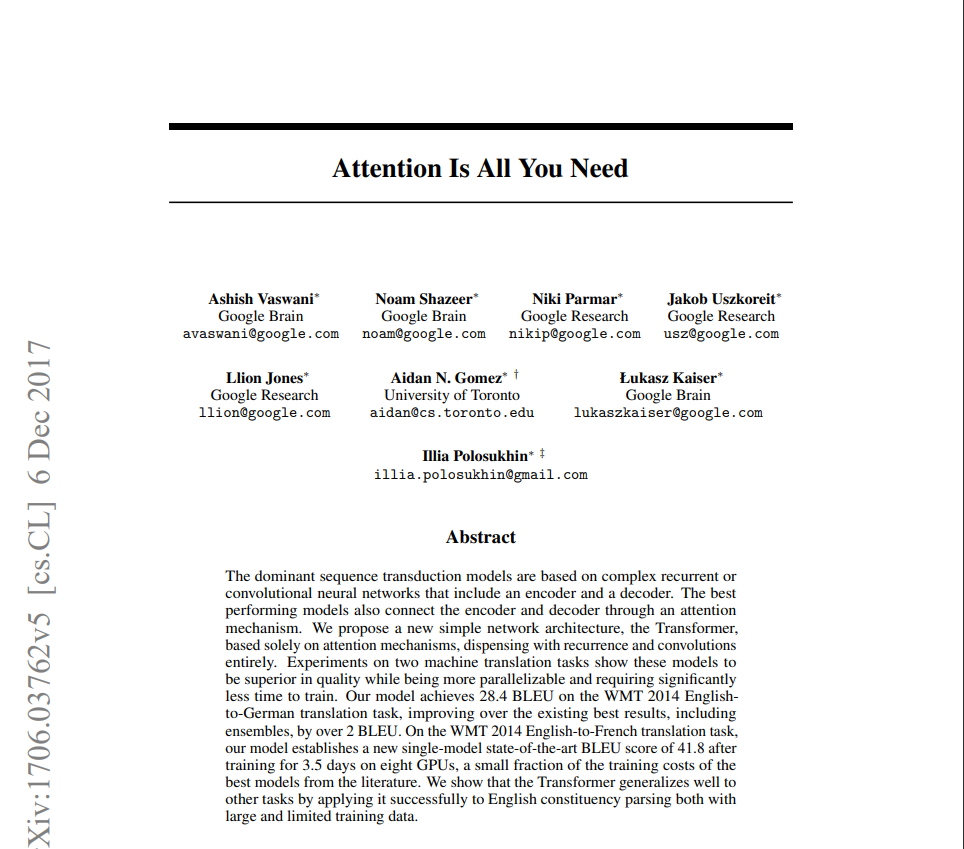 Attention Is All You Need
Ashish Vaswani*
Google Brain
avaswani@google.com
Noam Shazeer*
Google Brain
noam@google.com
Niki Parmar*
Google Research
nikip@google.com
Jakob Uszkoreit*
Google Research
usz@google.com
Llion Jones*
Google Research
llion@google.com
Aidan N. Gomez* †
University of Toronto
aidan@cs.toronto.edu
Łukasz Kaiser*
Google Brain
lukaszkaiser@google.com
Illia Polosukhin* ‡
illia.polosukhin@gmail.com
Abstract
The dominant sequence transduction models are based on complex recurrent or
convolutional neural networks that include an encoder and a decoder. The best
performing models also connect the encoder and decoder through an attention
mechanism. We propose a new simple network architecture, the Transformer,
based solely on attention mechanisms, dispensing with recurrence and convolutions
entirely. Experiments on two machine translation tasks show these models to
be superior in quality while being more parallelizable and requiring significantly
less time to train. Our model achieves 28.4 BLEU on the WMT 2014 English-
to-German translation task, improving over the existing best results, including
ensembles, by over 2 BLEU. On the WMT 2014 English-to-French translation task,
our model establishes a new single-model state-of-the-art BLEU score of 41.8 after
training for 3.5 days on eight GPUs, a small fraction of the training costs of the
best models from the literature. We show that the Transformer generalizes well to
other tasks by applying it successfully to English constituency parsing both with
large and limited training data.
Xiv:1706.03762v5 [cs.CL] 6 Dec 2017